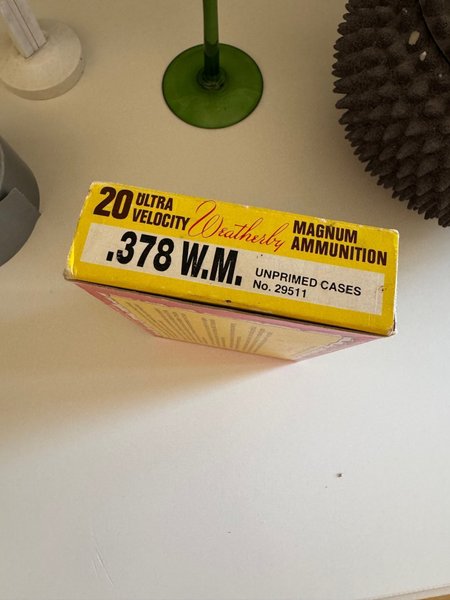 20 ULTRA VELOCITY Weatherby MAGNUM AMMUNITION
.378 W.M. UNPRIMED CASES
No. 29511